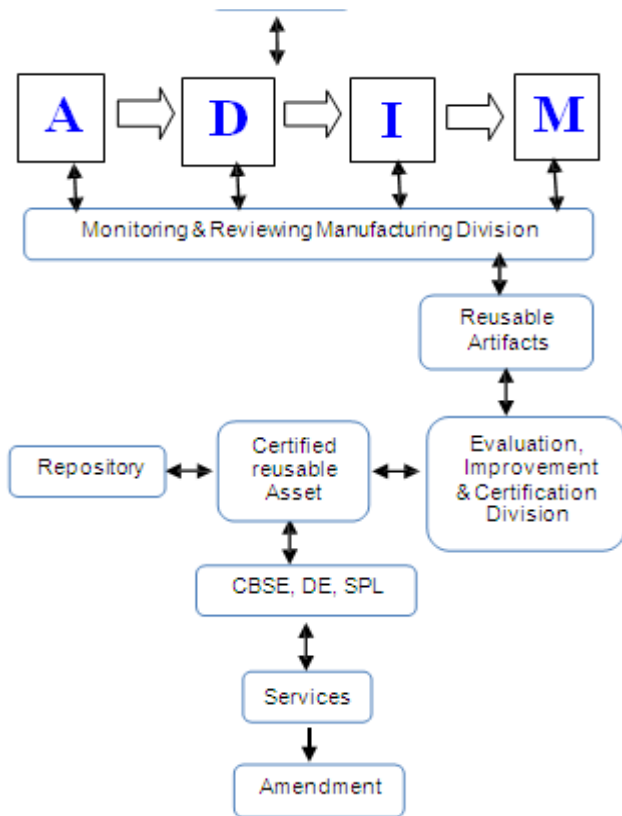 A D I M
Monitoring & Reviewing Manufacturing Division
Reusable
Artifacts
Repository
Certified
reusable
Asset
Evaluation,
Improvement
& Certification
Division
CBSE, DE, SPL
Services
Amendment